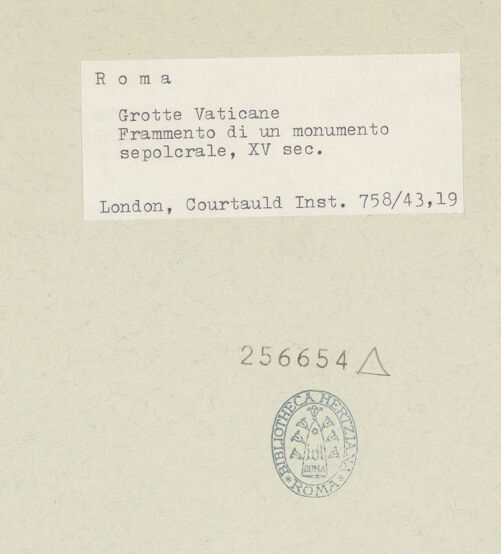 R o m a
Grotte Vaticane
Frammento di un monumento
sepolcrale, XV sec.
London, Courtauld Inst. 758/43,19
256654
BIBLIOTHECA HERTZIANA
ROMA
* ROMA *